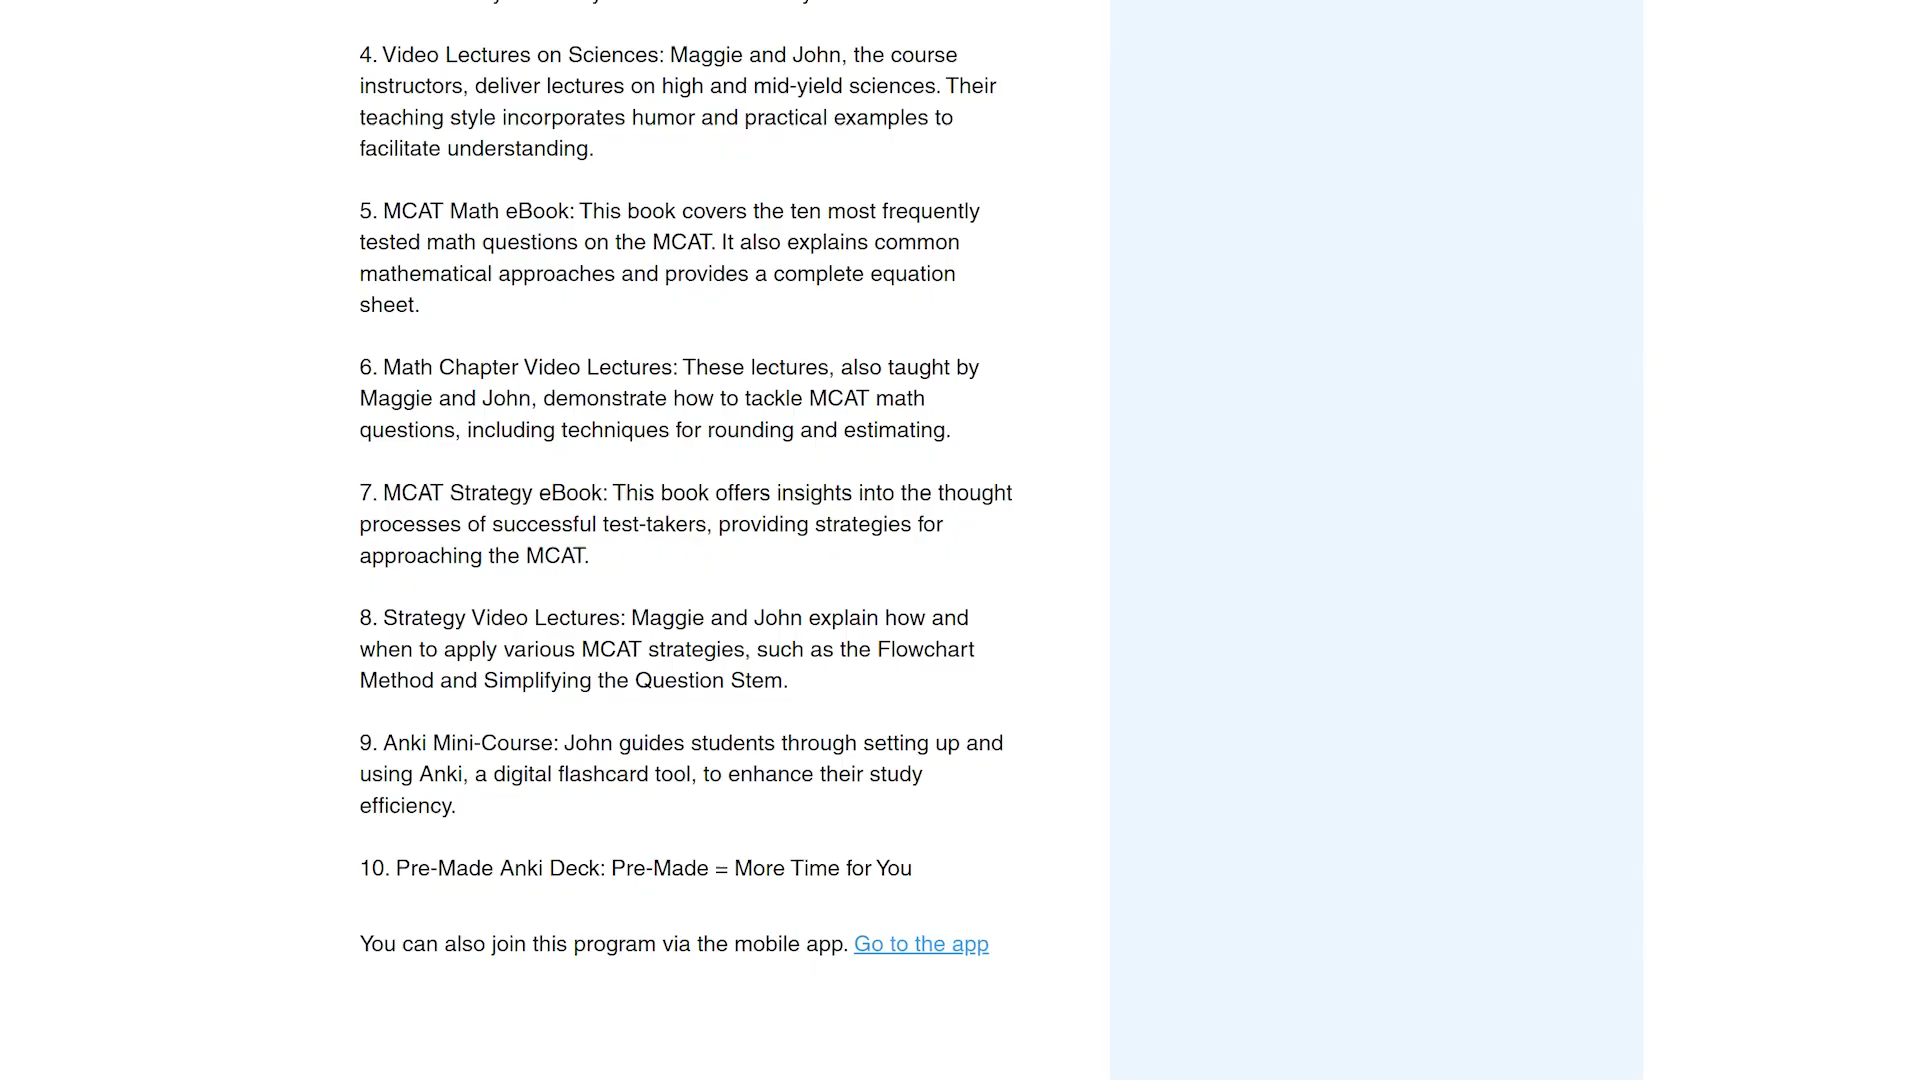 4. Video Lectures on Sciences: Maggie and John, the course
instructors, deliver lectures on high and mid-yield sciences. Their
teaching style incorporates humor and practical examples to
facilitate understanding.
5. MCAT Math eBook: This book covers the ten most frequently
tested math questions on the MCAT. It also explains common
mathematical approaches and provides a complete equation
sheet.
6. Math Chapter Video Lectures: These lectures, also taught by
Maggie and John, demonstrate how to tackle MCAT math
questions, including techniques for rounding and estimating.
7. MCAT Strategy eBook: This book offers insights into the thought
processes of successful test-takers, providing strategies for
approaching the MCAT.
8. Strategy Video Lectures: Maggie and John explain how and
when to apply various MCAT strategies, such as the Flowchart
Method and Simplifying the Question Stem.
9. Anki Mini-Course: John guides students through setting up and
using Anki, a digital flashcard tool, to enhance their study
efficiency.
10. Pre-Made Anki Deck: Pre-Made = More Time for You
You can also join this program via the mobile app. Go to the app